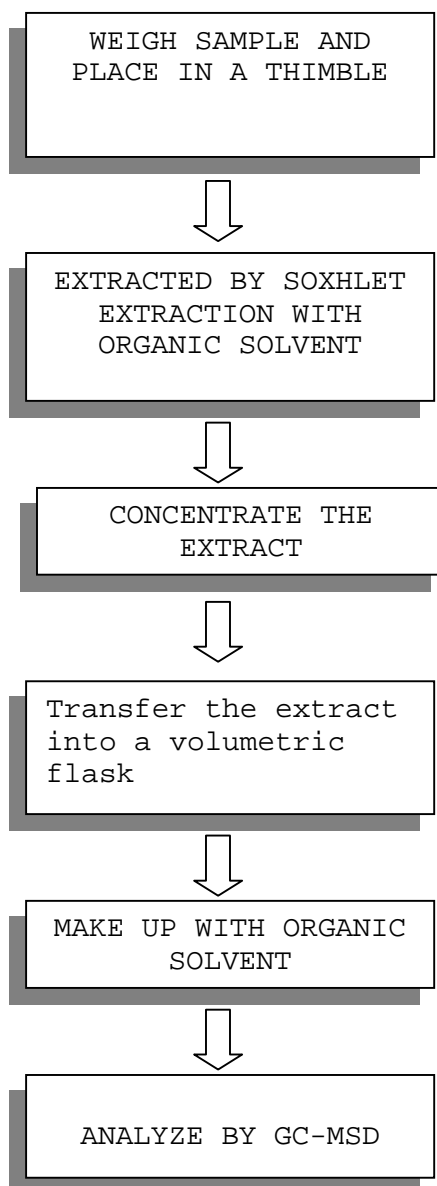 WEIGH SAMPLE AND
PLACE IN A THIMBLE
EXTRACTED BY SOXHLET
EXTRACTION WITH
ORGANIC SOLVENT
CONCENTRATE THE
EXTRACT
Transfer the extract
into a volumetric
flask
MAKE UP WITH ORGANIC
SOLVENT
ANALYZE BY GC-MSD